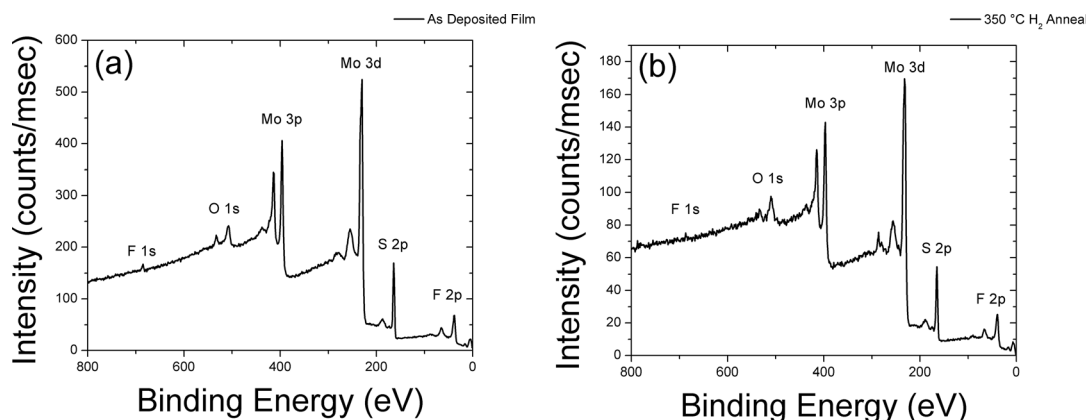 As Deposited Film
(a)
Mo 3d
Mo 3p
O 1s
F 1s
S 2p
F 2p
600
500
400
300
200
100
0
800
600
400
200
0
Intensity (counts/msec)
Binding Energy (eV)
350 °C H₂ Anneal
(b)
Mo 3d
Mo 3p
O 1s
F 1s
S 2p
F 2p
180
160
140
120
100
80
60
40
20
0
800
600
400
200
0
Intensity (counts/msec)
Binding Energy (eV)